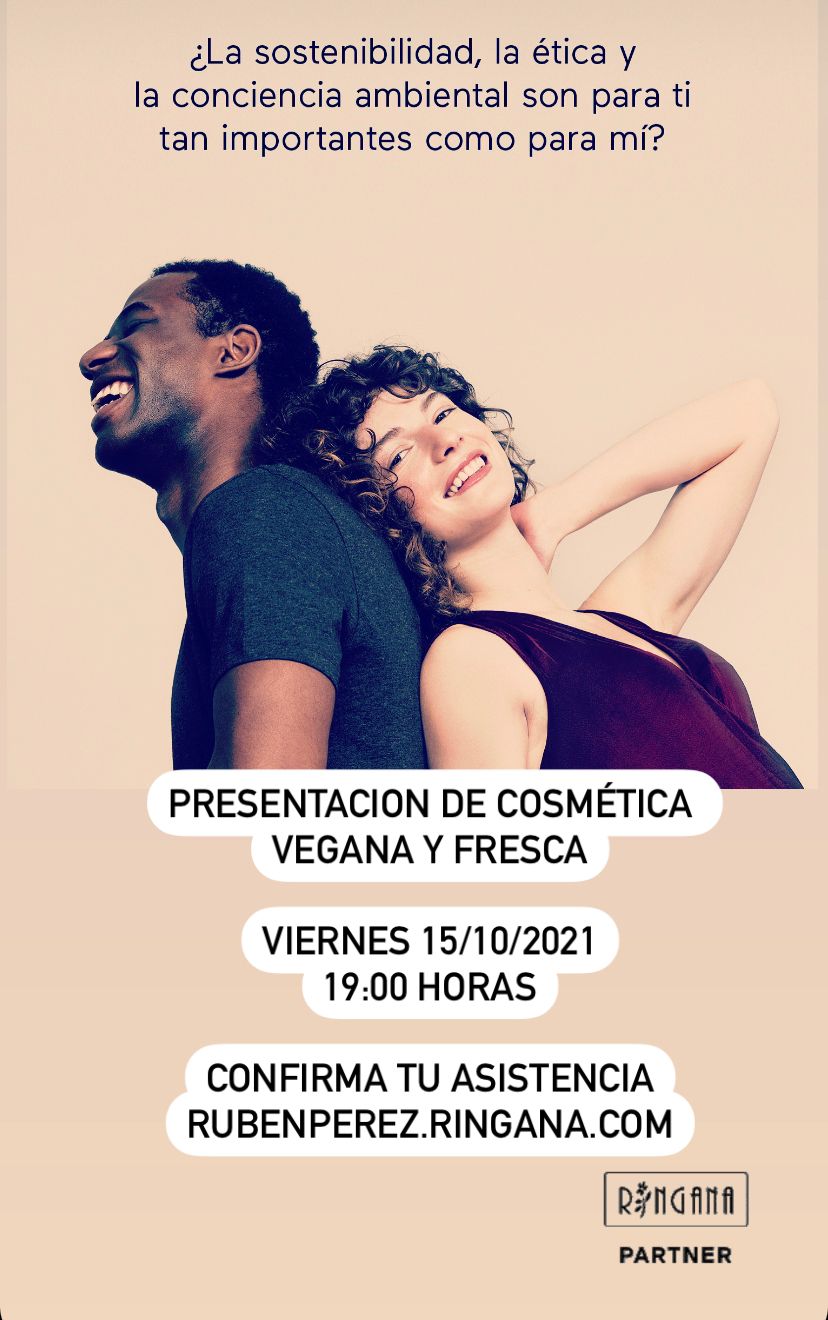 ¿La sostenibilidad, la ética y
la conciencia ambiental son para ti
tan importantes como para mí?
PRESENTACION DE COSMÉTICA
VEGANA Y FRESCA
VIERNES 15/10/2021
19:00 HORAS
CONFIRMA TU ASISTENCIA
RUBENPEREZ.RINGANA.COM
RINGANA
PARTNER